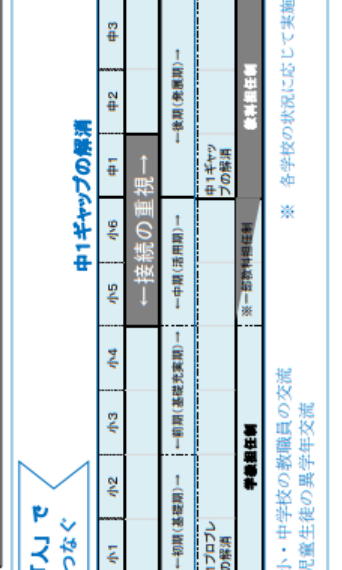 「人」で
つなぐ
中1ギャップの解消
小1 小2 小3 小4 小5 小6 中1 中2 中3
←接続の重視→
←初期(基礎期)→ ←前期(基礎充実期)→ ←中期(活用期)→ ←後期(発展期)→
1プロブレ
の解消
中1ギャッ
プの解消
学級担任制 ※一部教科担任制 教科担任制
小・中学校の教職員の交流
児童生徒の異学年交流
※ 各学校の状況に応じて実施